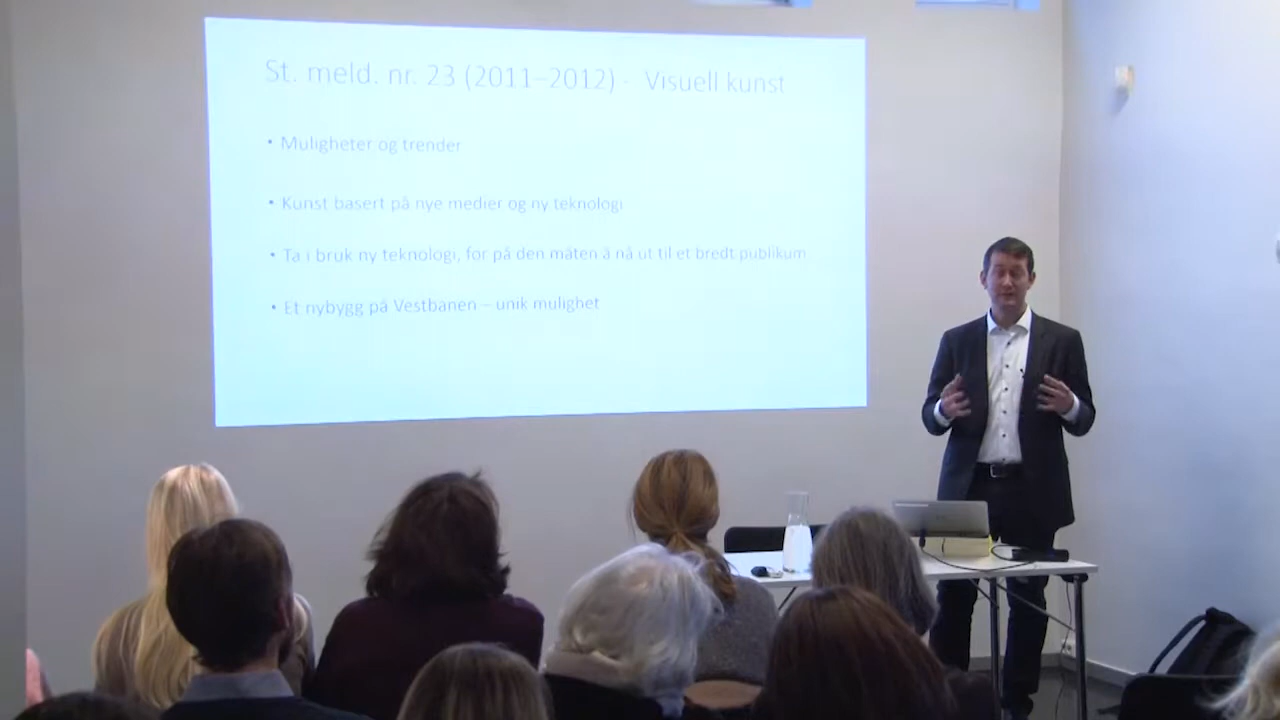 St. meld. nr. 23 (2011–2012) - Visuell kunst
• Muligheter og trender
• Kunst basert på nye medier og ny teknologi
• Ta i bruk ny teknologi, for på den måten å nå ut til et bredt publikum
• Et nybygg på Vestbanen – unik mulighet